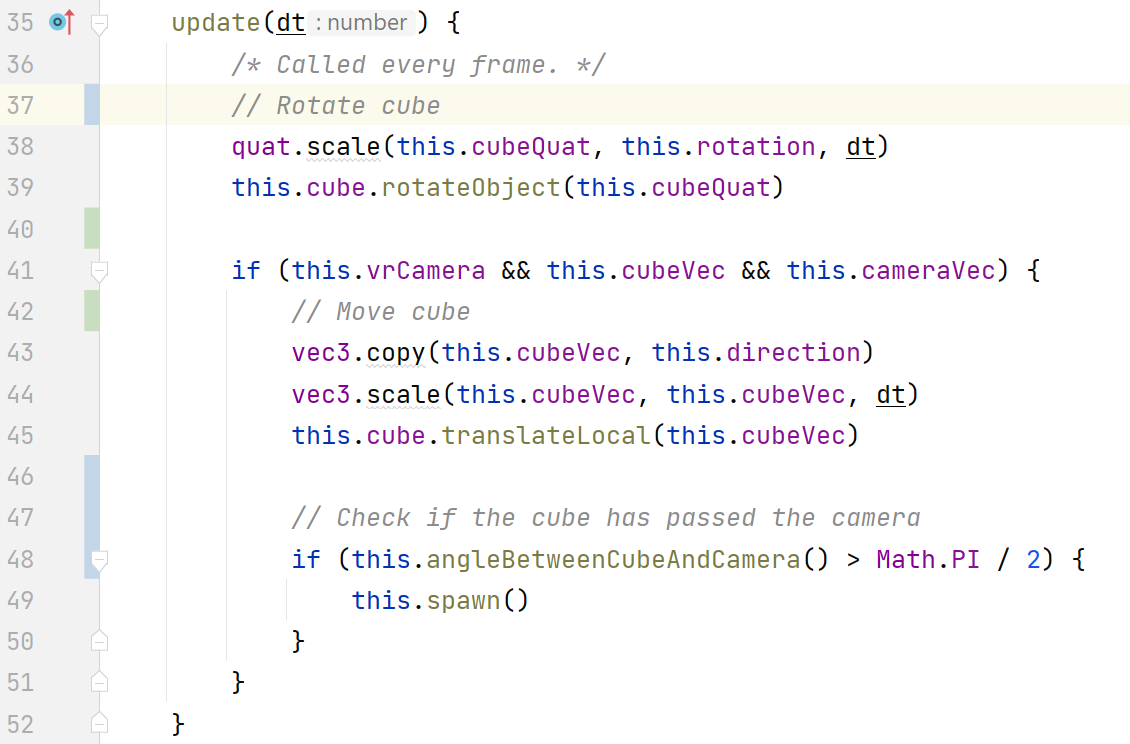 35 update(dt : number) {
36 /* Called every frame. */
37 // Rotate cube
38 quat.scale(this.cubeQuat, this.rotation, dt)
39 this.cube.rotateObject(this.cubeQuat)
40
41 if (this.vrCamera && this.cubeVec && this.cameraVec) {
42 // Move cube
43 vec3.copy(this.cubeVec, this.direction)
44 vec3.scale(this.cubeVec, this.cubeVec, dt)
45 this.cube.translateLocal(this.cubeVec)
46
47 // Check if the cube has passed the camera
48 if (this.angleBetweenCubeAndCamera() > Math.PI / 2) {
49 this.spawn()
50 }
51 }
52 }